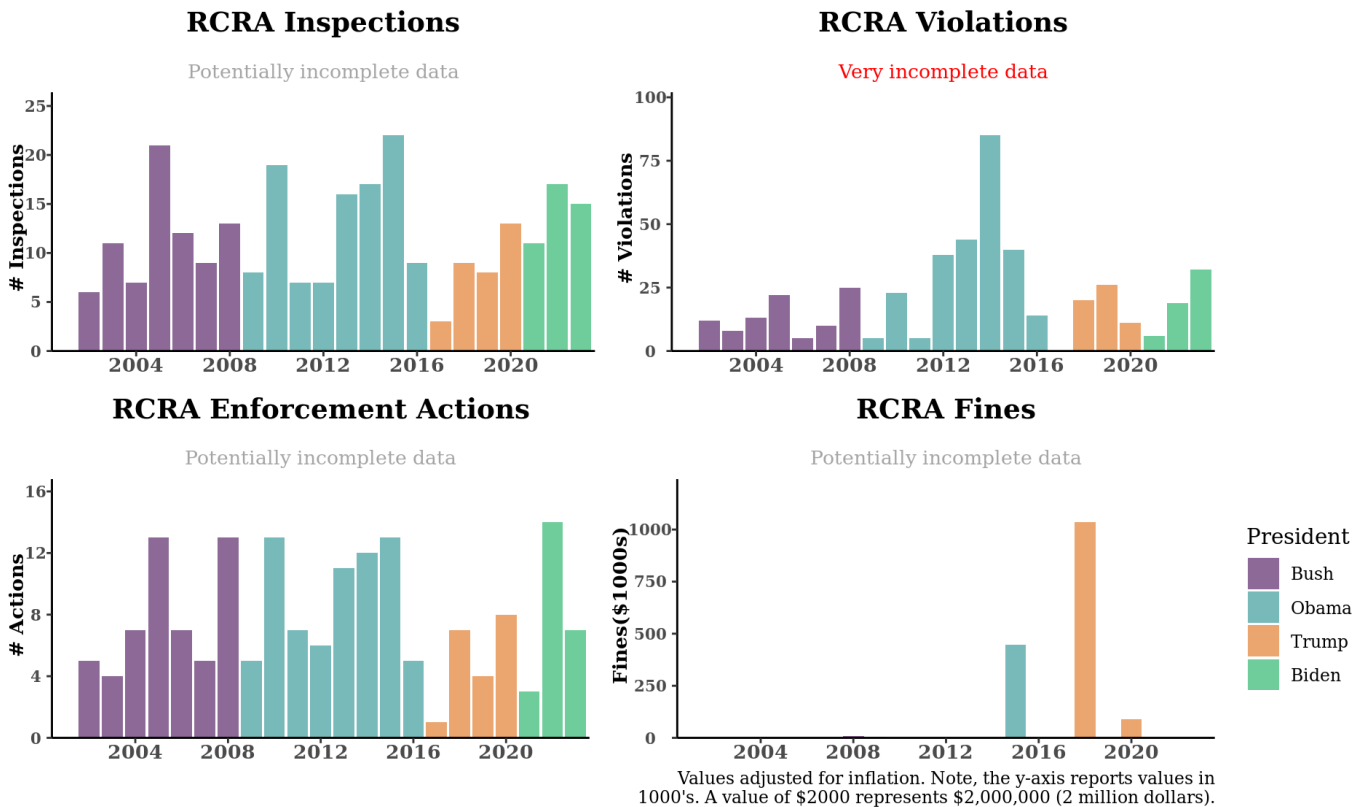 RCRA Inspections
Potentially incomplete data
# Inspections
25
20
15
10
5
0
2004 2008 2012 2016 2020
RCRA Violations
Very incomplete data
# Violations
100
75
50
25
0
2004 2008 2012 2016 2020
RCRA Enforcement Actions
Potentially incomplete data
# Actions
16
12
8
4
0
2004 2008 2012 2016 2020
RCRA Fines
Potentially incomplete data
Fines($1000s)
1000
750
500
250
0
2004 2008 2012 2016 2020
Values adjusted for inflation. Note, the y-axis reports values in
1000's. A value of $2000 represents $2,000,000 (2 million dollars).
President
Bush
Obama
Trump
Biden